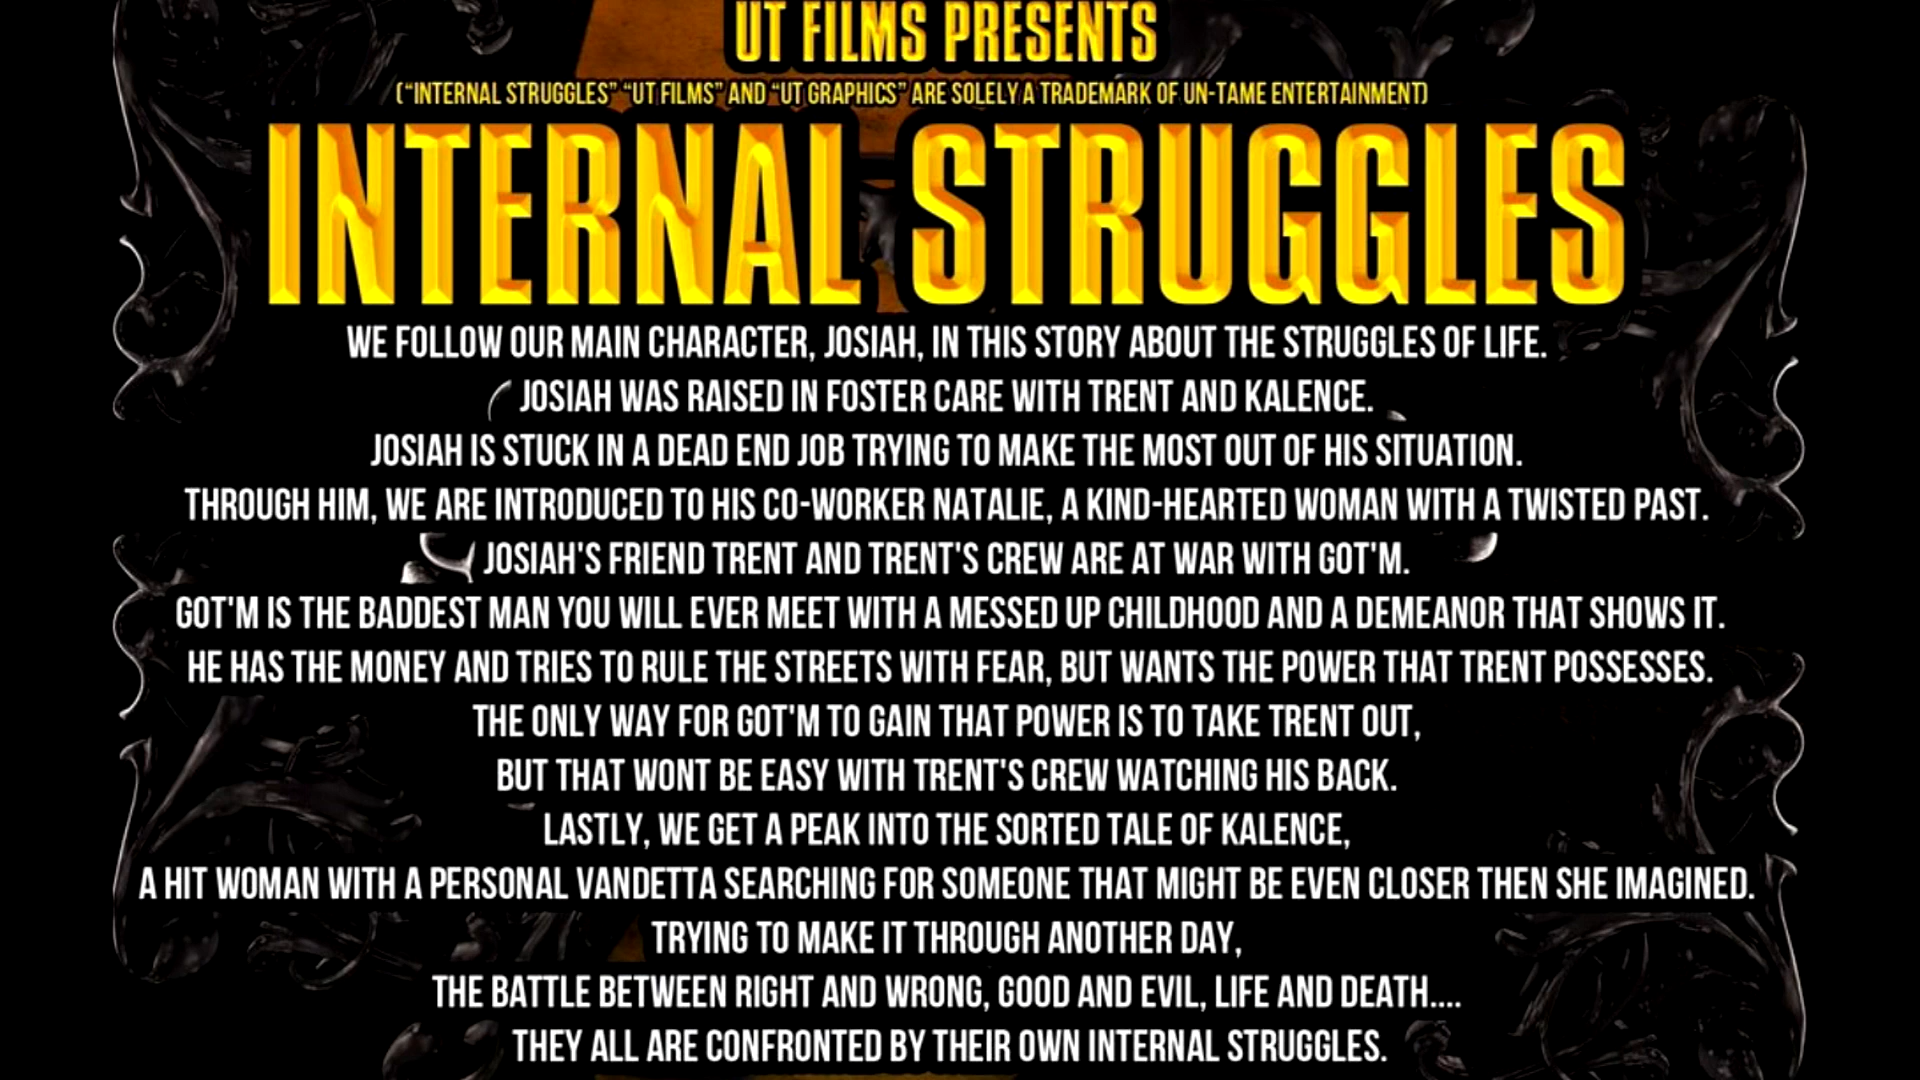 UT FILMS PRESENTS
("INTERNAL STRUGGLES" "UT FILMS" AND "UT GRAPHICS" ARE SOLELY A TRADEMARK OF UN-TAME ENTERTAINMENT)
INTERNAL STRUGGLES
WE FOLLOW OUR MAIN CHARACTER, JOSIAH, IN THIS STORY ABOUT THE STRUGGLES OF LIFE.
JOSIAH WAS RAISED IN FOSTER CARE WITH TRENT AND KALENCE.
JOSIAH IS STUCK IN A DEAD END JOB TRYING TO MAKE THE MOST OUT OF HIS SITUATION.
THROUGH HIM, WE ARE INTRODUCED TO HIS CO-WORKER NATALIE, A KIND-HEARTED WOMAN WITH A TWISTED PAST.
JOSIAH'S FRIEND TRENT AND TRENT'S CREW ARE AT WAR WITH GOT'M.
GOT'M IS THE BADDEST MAN YOU WILL EVER MEET WITH A MESSED UP CHILDHOOD AND A DEMEANOR THAT SHOWS IT.
HE HAS THE MONEY AND TRIES TO RULE THE STREETS WITH FEAR, BUT WANTS THE POWER THAT TRENT POSSESSES.
THE ONLY WAY FOR GOT'M TO GAIN THAT POWER IS TO TAKE TRENT OUT,
BUT THAT WONT BE EASY WITH TRENT'S CREW WATCHING HIS BACK.
LASTLY, WE GET A PEAK INTO THE SORTED TALE OF KALENCE,
A HIT WOMAN WITH A PERSONAL VANDETTA SEARCHING FOR SOMEONE THAT MIGHT BE EVEN CLOSER THEN SHE IMAGINED.
TRYING TO MAKE IT THROUGH ANOTHER DAY,
THE BATTLE BETWEEN RIGHT AND WRONG, GOOD AND EVIL, LIFE AND DEATH....
THEY ALL ARE CONFRONTED BY THEIR OWN INTERNAL STRUGGLES.